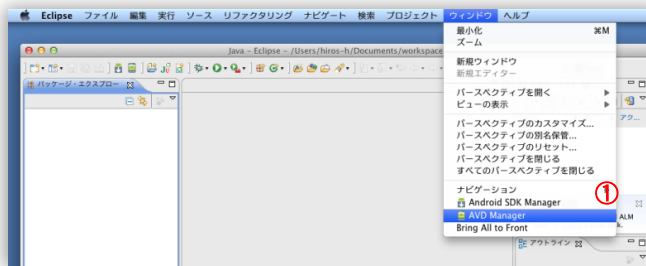 Eclipse ファイル 編集 実行 ソース リファクタリング ナビゲート 検索 プロジェクト ウィンドウ ヘルプ
Java – Eclipse – /Users/hiros-h/Documents/workspace
パッケージ・エクスプロー
最小化 ⌘M
ズーム
新規ウィンドウ
新規エディター
パースペクティブを開く
ビューの表示
パースペクティブのカスタマイズ...
パースペクティブの別名保管...
パースペクティブのリセット...
パースペクティブを閉じる
すべてのパースペクティブを閉じる
ナビゲーション
①
Android SDK Manager
AVD Manager
Bring All to Front
ア...
ALM
k.
アウトライン